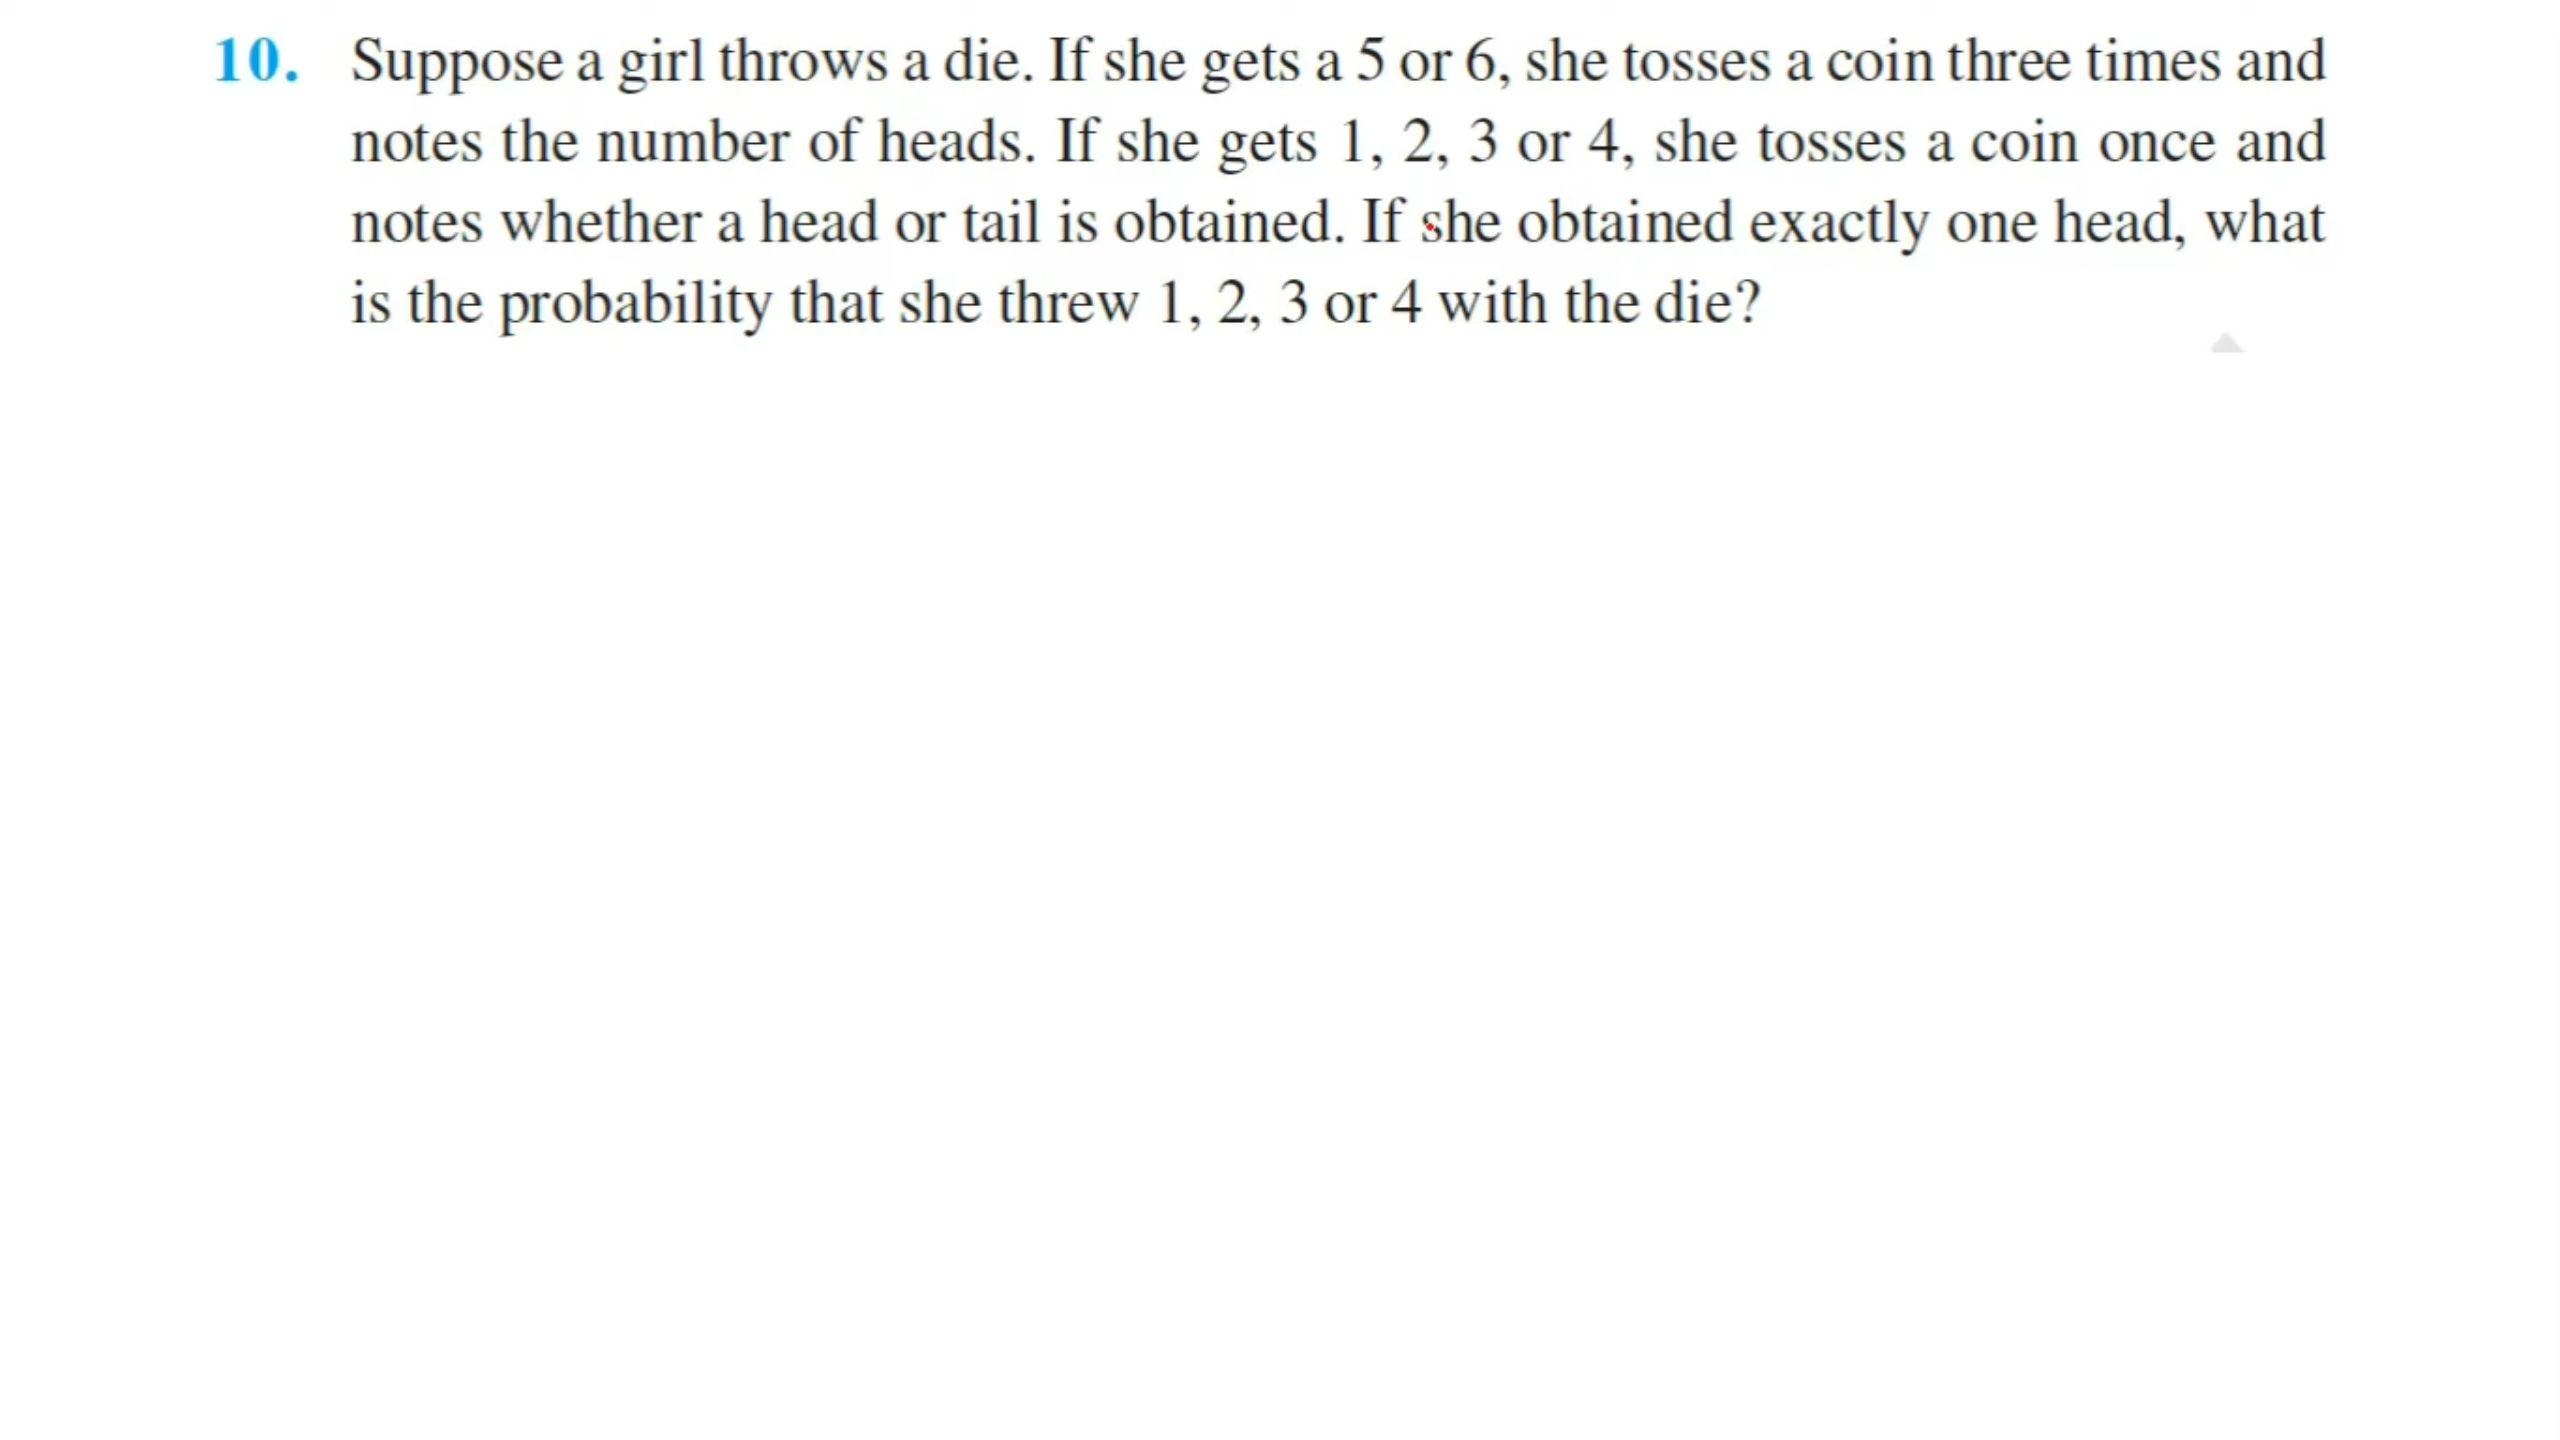 10. Suppose a girl throws a die. If she gets a 5 or 6, she tosses a coin three times and
notes the number of heads. If she gets 1, 2, 3 or 4, she tosses a coin once and
notes whether a head or tail is obtained. If she obtained exactly one head, what
is the probability that she threw 1, 2, 3 or 4 with the die?